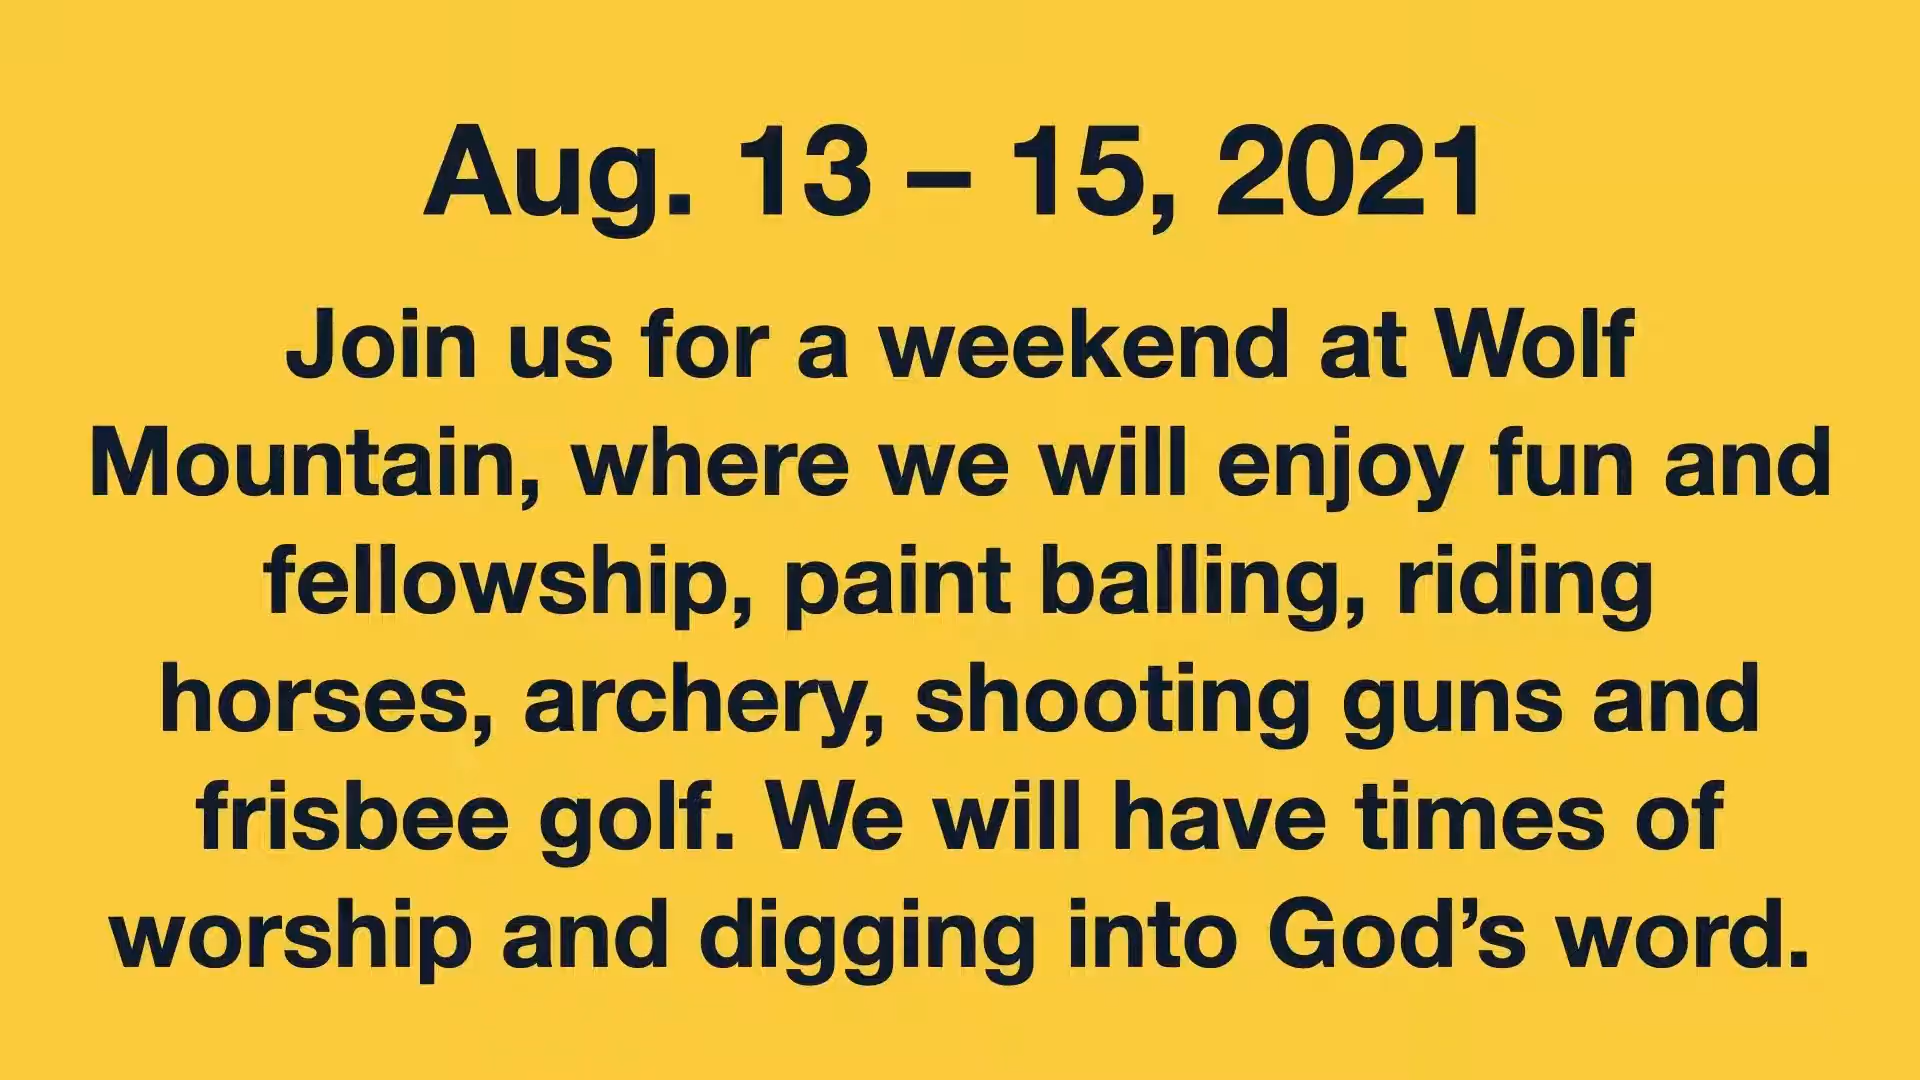 Aug. 13 – 15, 2021
Join us for a weekend at Wolf
Mountain, where we will enjoy fun and
fellowship, paint balling, riding
horses, archery, shooting guns and
frisbee golf. We will have times of
worship and digging into God’s word.